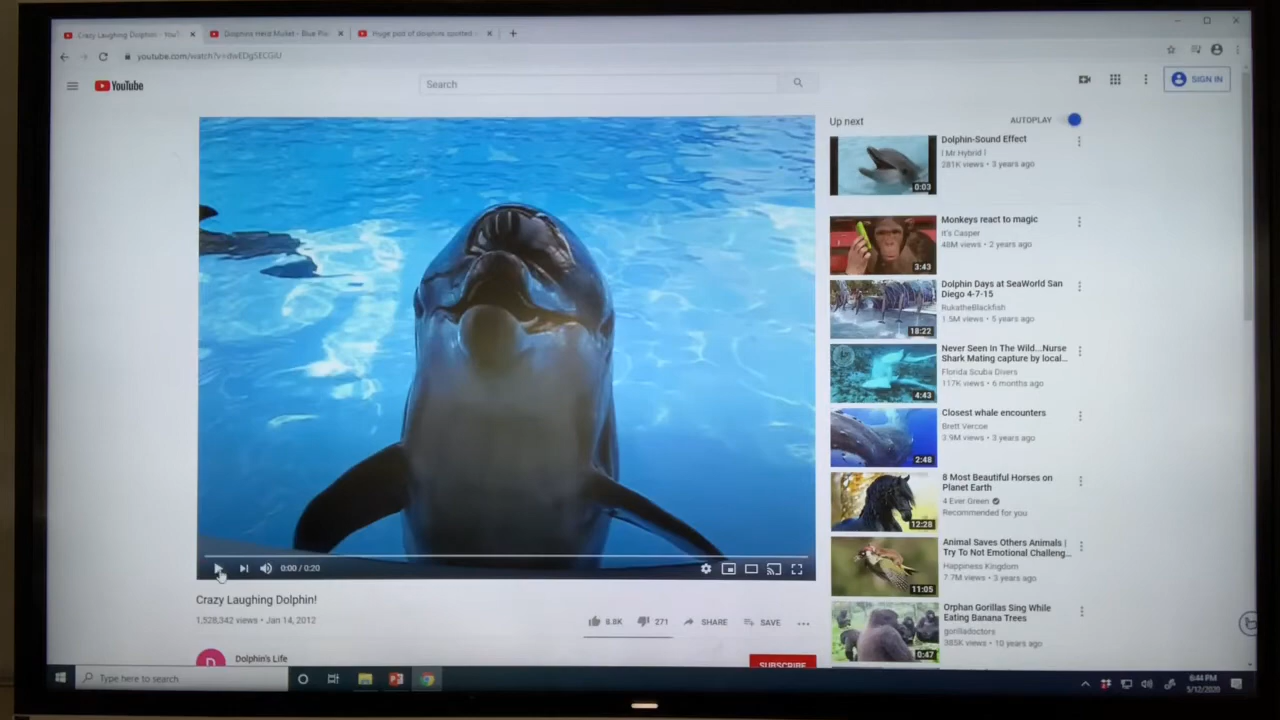 Crazy Laughing Dolphin! - YouT
Dolphins Herd Mullet - Blue Pla
Huge pod of dolphins spotted
youtube.com/watch?v=
YouTube
Search
SIGN IN
Up next
AUTOPLAY
Dolphin-Sound Effect
l Mr.Hybrid l
281K views • 3 years ago
0:03
Monkeys react to magic
It's Casper
48M views • 2 years ago
3:43
Dolphin Days at SeaWorld San
Diego 4-7-15
RukatheBlackfish
1.5M views • 5 years ago
18:22
Never Seen In The Wild...Nurse
Shark Mating capture by local...
Florida Scuba Divers
117K views • 6 months ago
4:43
Closest whale encounters
Brett Vercoe
3.9M views • 3 years ago
2:48
8 Most Beautiful Horses on
Planet Earth
4 Ever Green
Recommended for you
12:28
Animal Saves Others Animals |
Try To Not Emotional Challeng...
Happiness Kingdom
7.7M views • 3 years ago
11:05
Orphan Gorillas Sing While
Eating Banana Trees
gorilladoctors
385K views • 10 years ago
0:47
0:00 / 0:20
Crazy Laughing Dolphin!
1,528,342 views • Jan 14, 2012
8.8K
271
SHARE
SAVE
D
Dolphin's Life
SUBSCRIBE
Type here to search
6:44 PM
5/12/2020